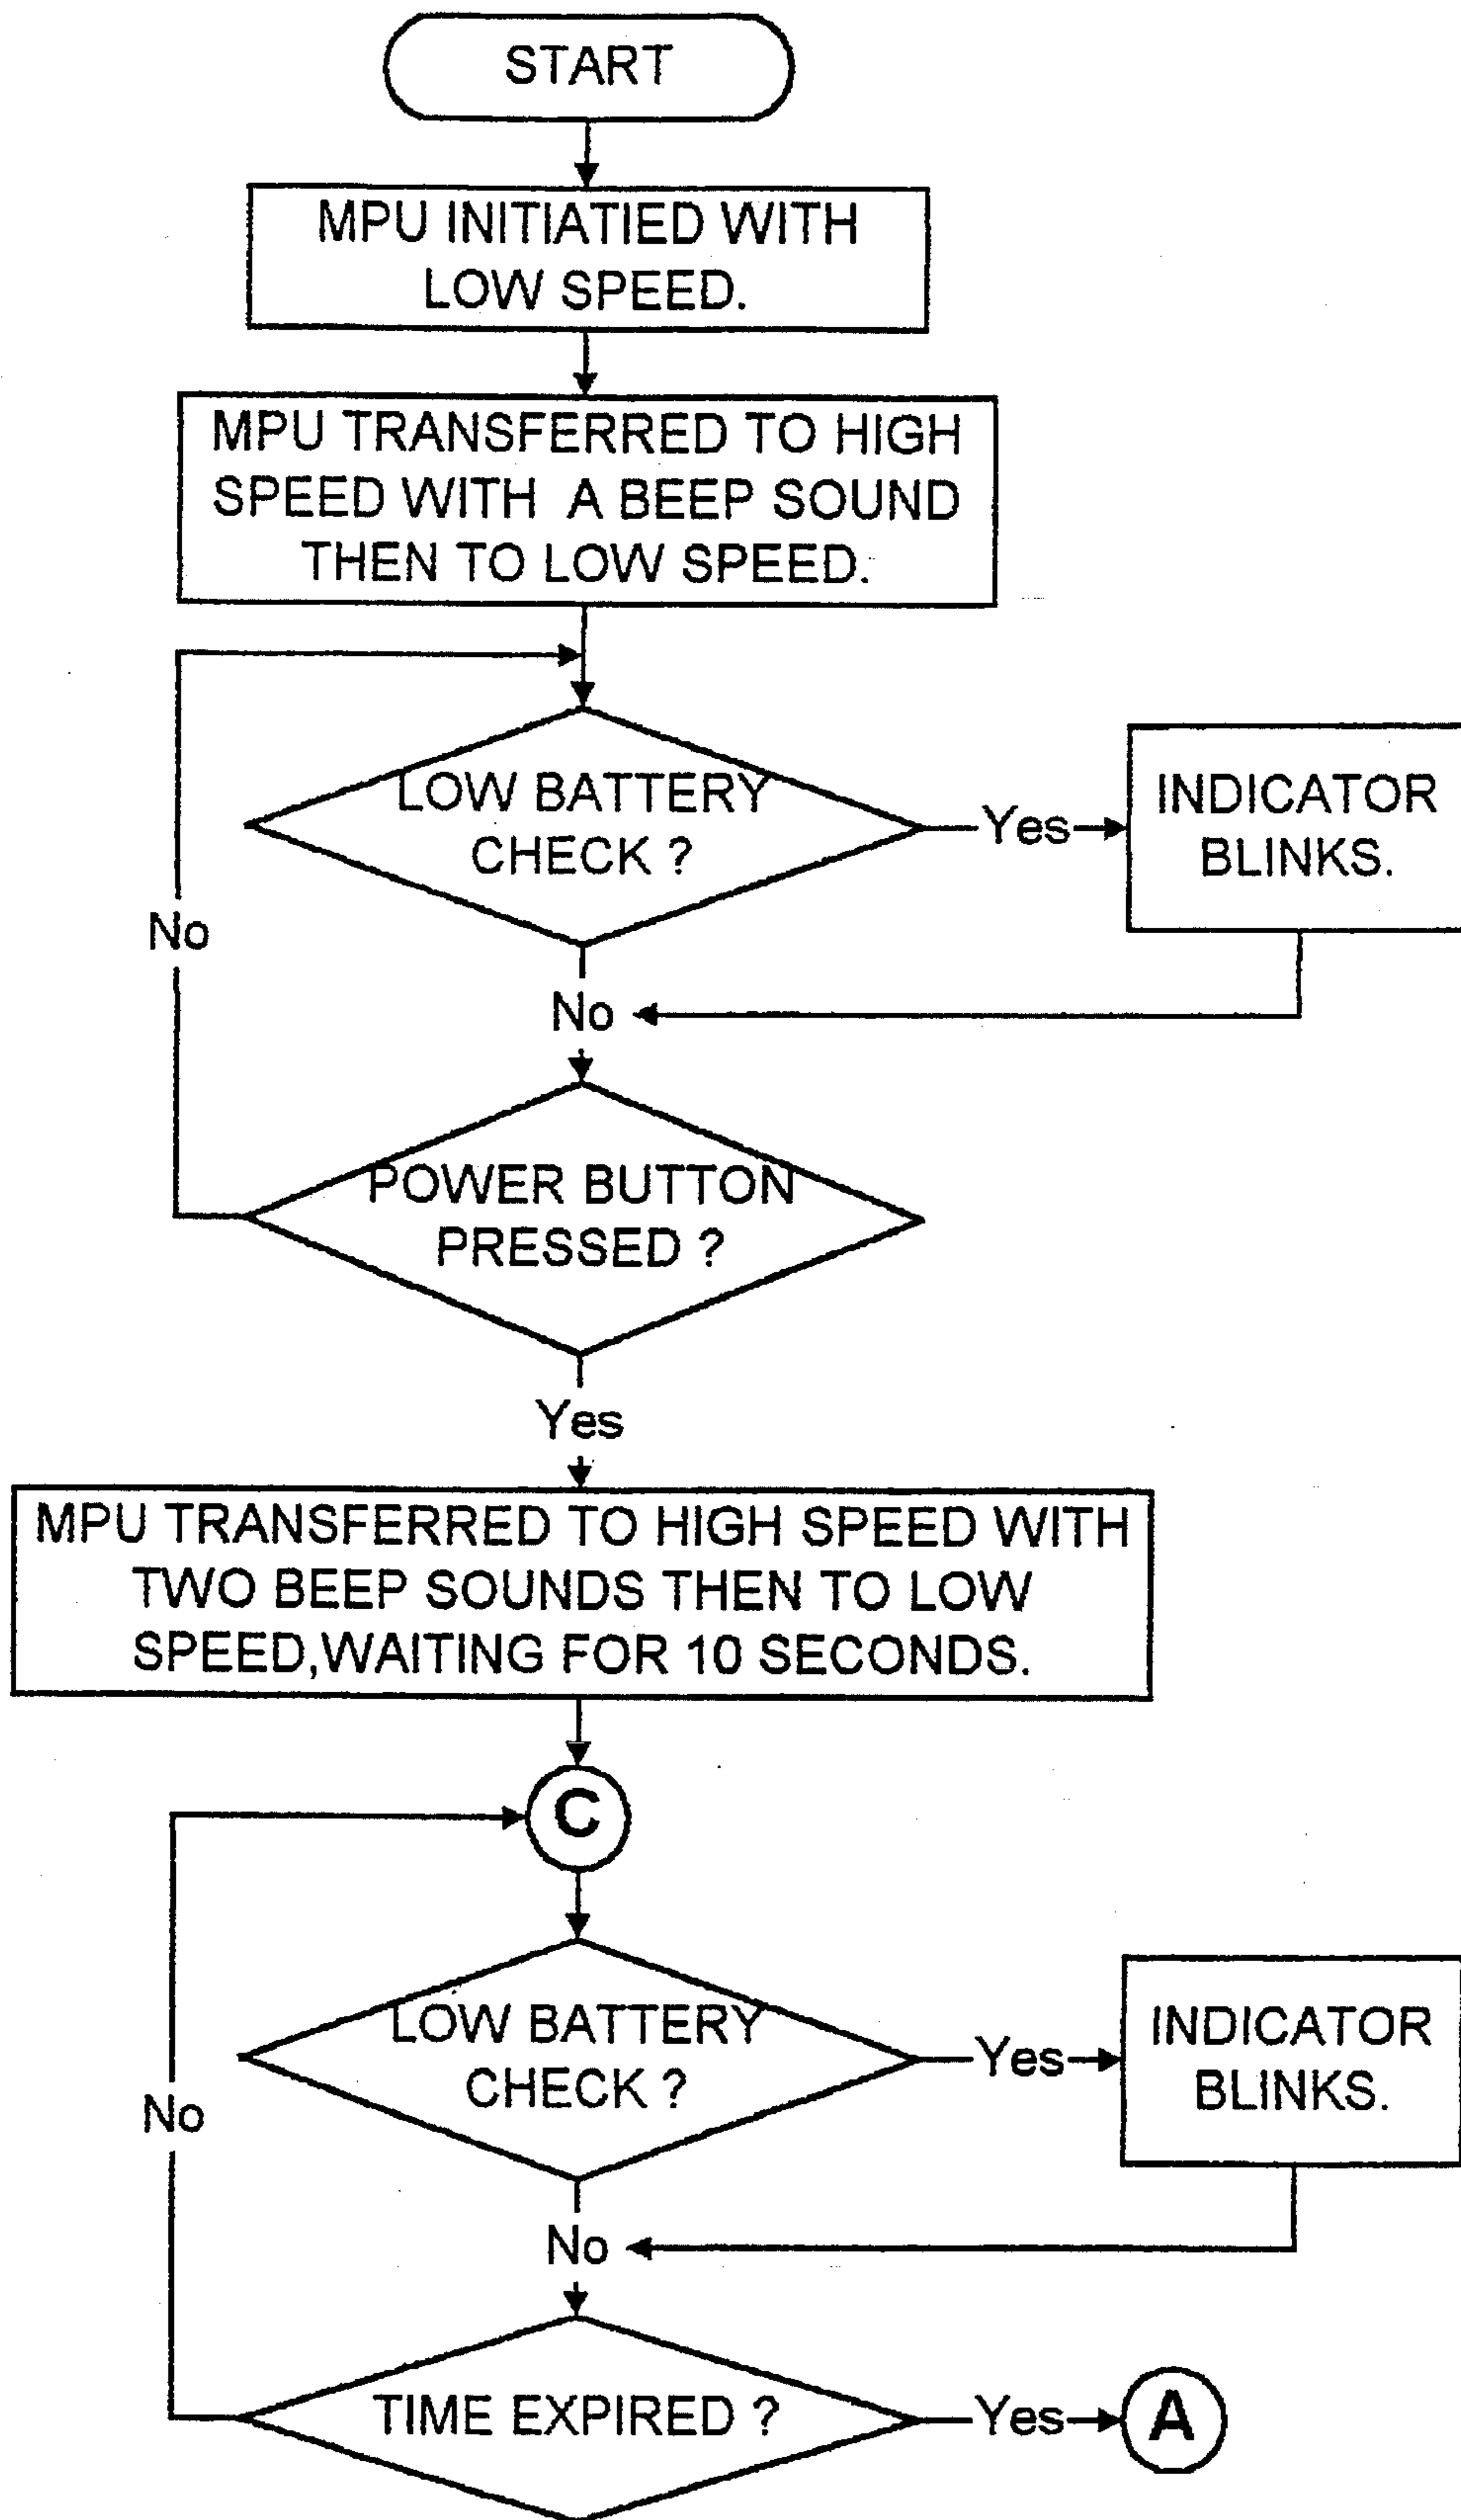 START
MPU INITIATIED WITH
LOW SPEED.
MPU TRANSFERRED TO HIGH
SPEED WITH A BEEP SOUND
THEN TO LOW SPEED.
LOW BATTERY
CHECK ?
Yes
INDICATOR
BLINKS.
No
No
POWER BUTTON
PRESSED ?
Yes
MPU TRANSFERRED TO HIGH SPEED WITH
TWO BEEP SOUNDS THEN TO LOW
SPEED,WAITING FOR 10 SECONDS.
C
LOW BATTERY
CHECK ?
Yes
INDICATOR
BLINKS.
No
No
TIME EXPIRED ?
Yes
A